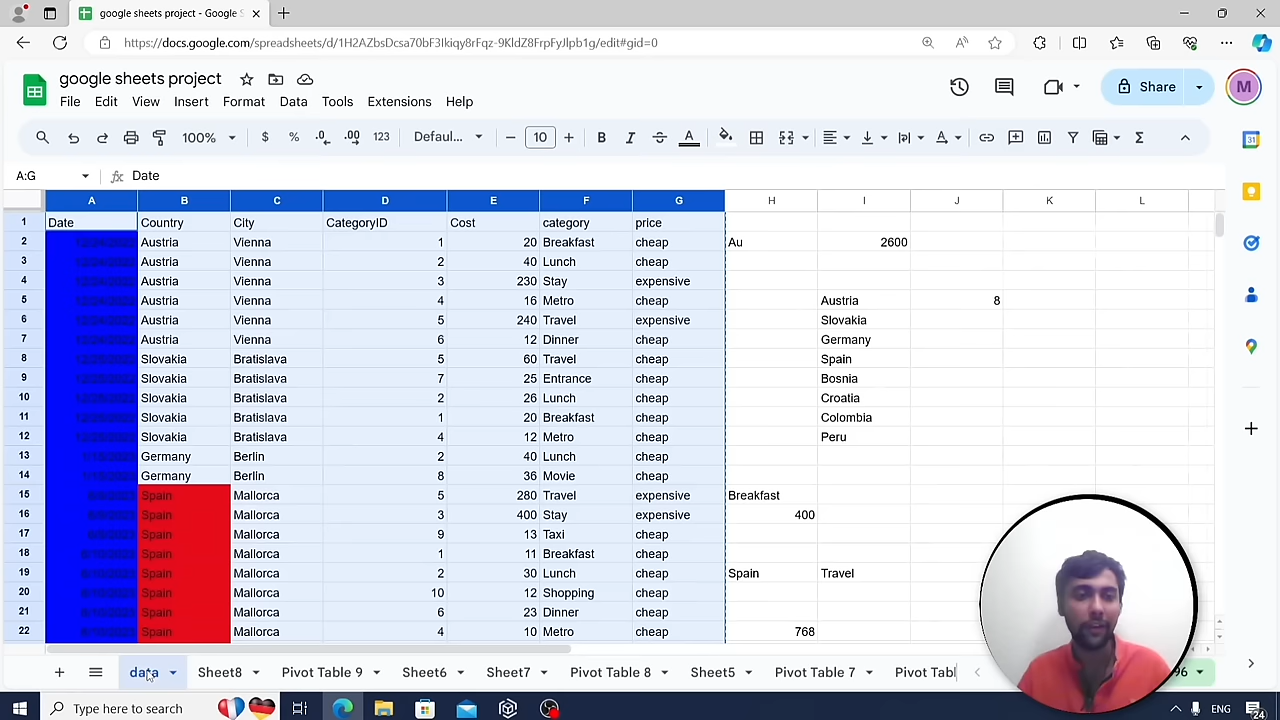 google sheets project - Google S
https://docs.google.com/spreadsheets/d/1H2AZbsDcsa70bF3Ikiqy8rFqz-9KldZ8FrpFyJlpb1g/edit#gid=0
google sheets project
File Edit View Insert Format Data Tools Extensions Help
Share M
100% $ % .0 .00 123 Defaul... 10 B I A
A:G fx Date
A B C D E F G H I J K L
1 Date Country City CategoryID Cost category price
2 Austria Vienna 1 20 Breakfast cheap Au 2600
3 Austria Vienna 2 40 Lunch cheap
4 Austria Vienna 3 230 Stay expensive
5 Austria Vienna 4 16 Metro cheap Austria 8
6 Austria Vienna 5 240 Travel expensive Slovakia
7 Austria Vienna 6 12 Dinner cheap Germany
8 Slovakia Bratislava 5 60 Travel cheap Spain
9 Slovakia Bratislava 7 25 Entrance cheap Bosnia
10 Slovakia Bratislava 2 26 Lunch cheap Croatia
11 Slovakia Bratislava 1 20 Breakfast cheap Colombia
12 Slovakia Bratislava 4 12 Metro cheap Peru
13 Germany Berlin 2 40 Lunch cheap
14 Germany Berlin 8 36 Movie cheap
15 Spain Mallorca 5 280 Travel expensive Breakfast
16 Spain Mallorca 3 400 Stay expensive 400
17 Spain Mallorca 9 13 Taxi cheap
18 Spain Mallorca 1 11 Breakfast cheap
19 Spain Mallorca 2 30 Lunch cheap Spain Travel
20 Spain Mallorca 10 12 Shopping cheap
21 Spain Mallorca 6 23 Dinner cheap
22 Spain Mallorca 4 10 Metro cheap 768
data Sheet8 Pivot Table 9 Sheet6 Sheet7 Pivot Table 8 Sheet5 Pivot Table 7 Pivot Tabl 96
Type here to search ENG 24